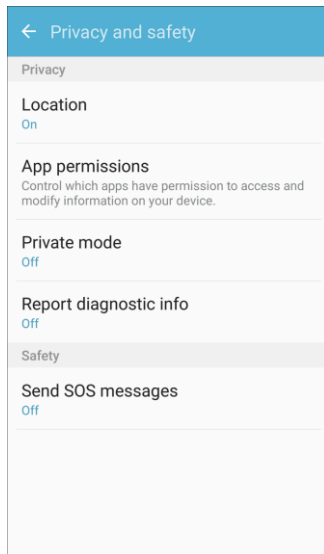 Privacy and safety
Privacy
Location
On
App permissions
Control which apps have permission to access and
modify information on your device.
Private mode
Off
Report diagnostic info
Off
Safety
Send SOS messages
Off